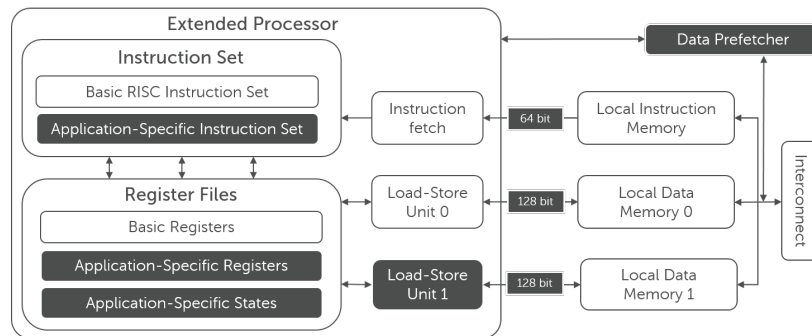 Extended Processor
Instruction Set
Basic RISC Instruction Set
Application-Specific Instruction Set
Register Files
Basic Registers
Application-Specific Registers
Application-Specific States
Instruction
fetch
Load-Store
Unit 0
Load-Store
Unit 1
64 bit
128 bit
128 bit
Local Instruction
Memory
Local Data
Memory 0
Local Data
Memory 1
Data Prefetcher
Interconnect